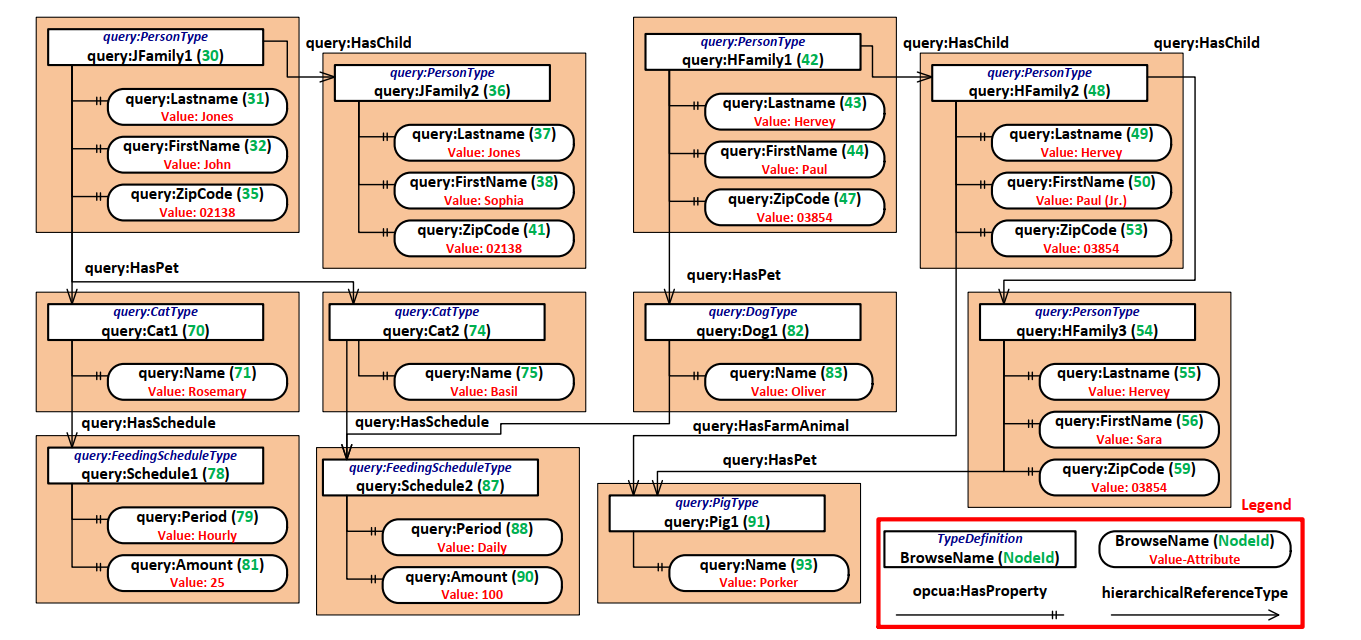 query:PersonType
query:JFamily1 (30)
query:HasChild
query:Lastname (31)
Value: Jones
query:FirstName (32)
Value: John
query:ZipCode (35)
Value: 02138
query:PersonType
query:JFamily2 (36)
query:Lastname (37)
Value: Jones
query:FirstName (38)
Value: Sophia
query:ZipCode (41)
Value: 02138
query:PersonType
query:HFamily1 (42)
query:HasChild
query:Lastname (43)
Value: Hervey
query:FirstName (44)
Value: Paul
query:ZipCode (47)
Value: 03854
query:HasChild
query:PersonType
query:HFamily2 (48)
query:Lastname (49)
Value: Hervey
query:FirstName (50)
Value: Paul (Jr.)
query:ZipCode (53)
Value: 03854
query:HasPet
query:CatType
query:Cat1 (70)
query:Name (71)
Value: Rosemary
query:CatType
query:Cat2 (74)
query:Name (75)
Value: Basil
query:HasPet
query:DogType
query:Dog1 (82)
query:Name (83)
Value: Oliver
query:PersonType
query:HFamily3 (54)
query:Lastname (55)
Value: Hervey
query:FirstName (56)
Value: Sara
query:ZipCode (59)
Value: 03854
query:HasSchedule
query:FeedingScheduleType
query:Schedule1 (78)
query:Period (79)
Value: Hourly
query:Amount (81)
Value: 25
query:HasSchedule
query:FeedingScheduleType
query:Schedule2 (87)
query:Period (88)
Value: Daily
query:Amount (90)
Value: 100
query:HasFarmAnimal
query:HasPet
query:PigType
query:Pig1 (91)
query:Name (93)
Value: Porker
Legend
TypeDefinition
BrowseName (NodeId)
BrowseName (NodeId)
Value-Attribute
opcua:HasProperty
hierarchicalReferenceType